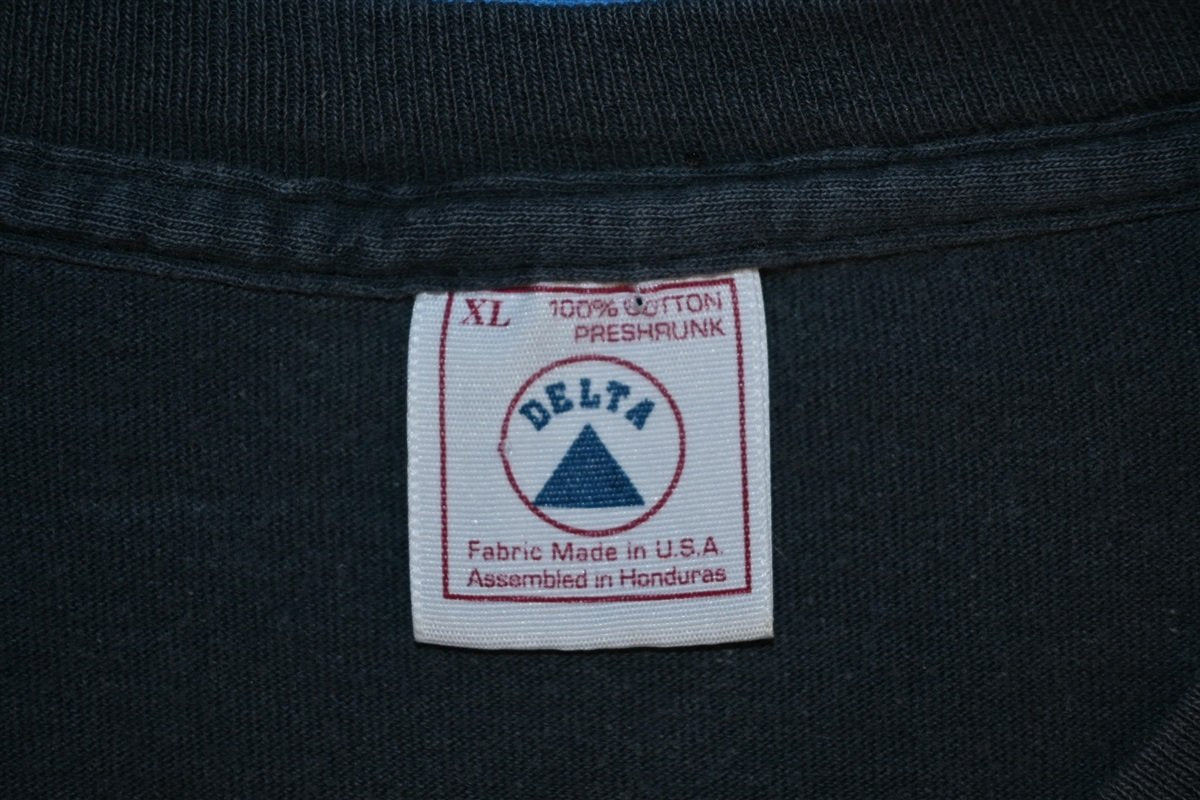 XL 100% COTTON
PRESHRUNK
DELTA
Fabric Made in U.S.A.
Assembled in Honduras